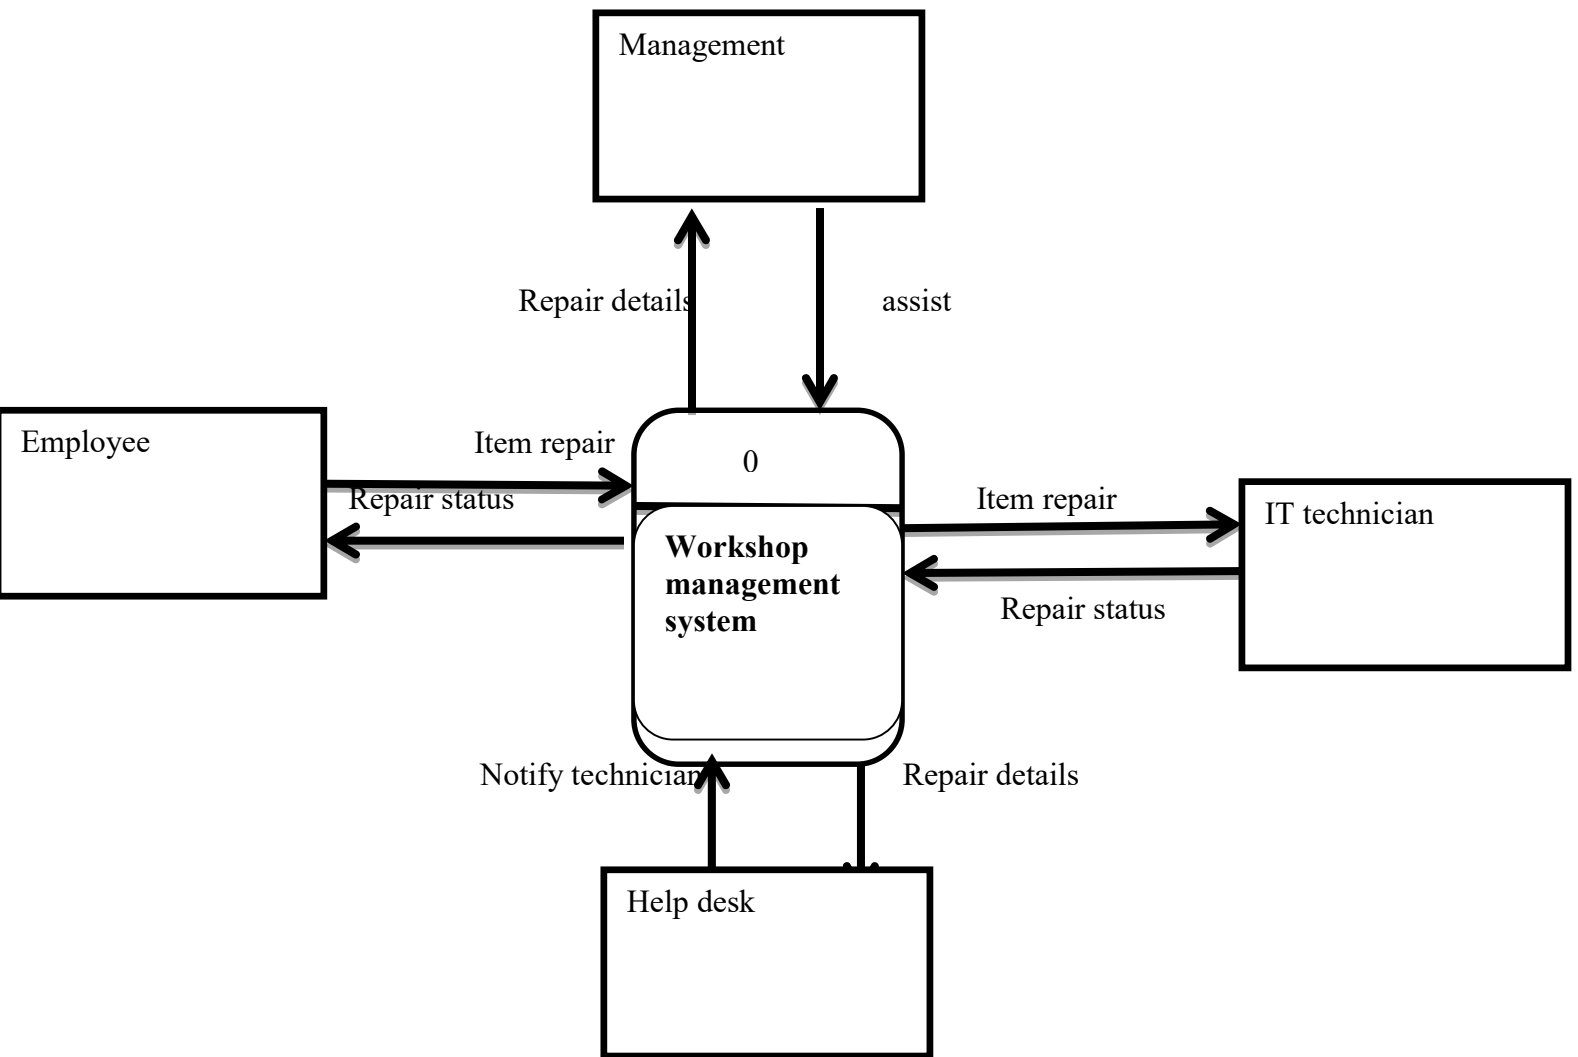 Management
Repair details
assist
Employee
Item repair
0
Repair status
Item repair
IT technician
Workshop
management
system
Repair status
Notify technician
Repair details
Help desk